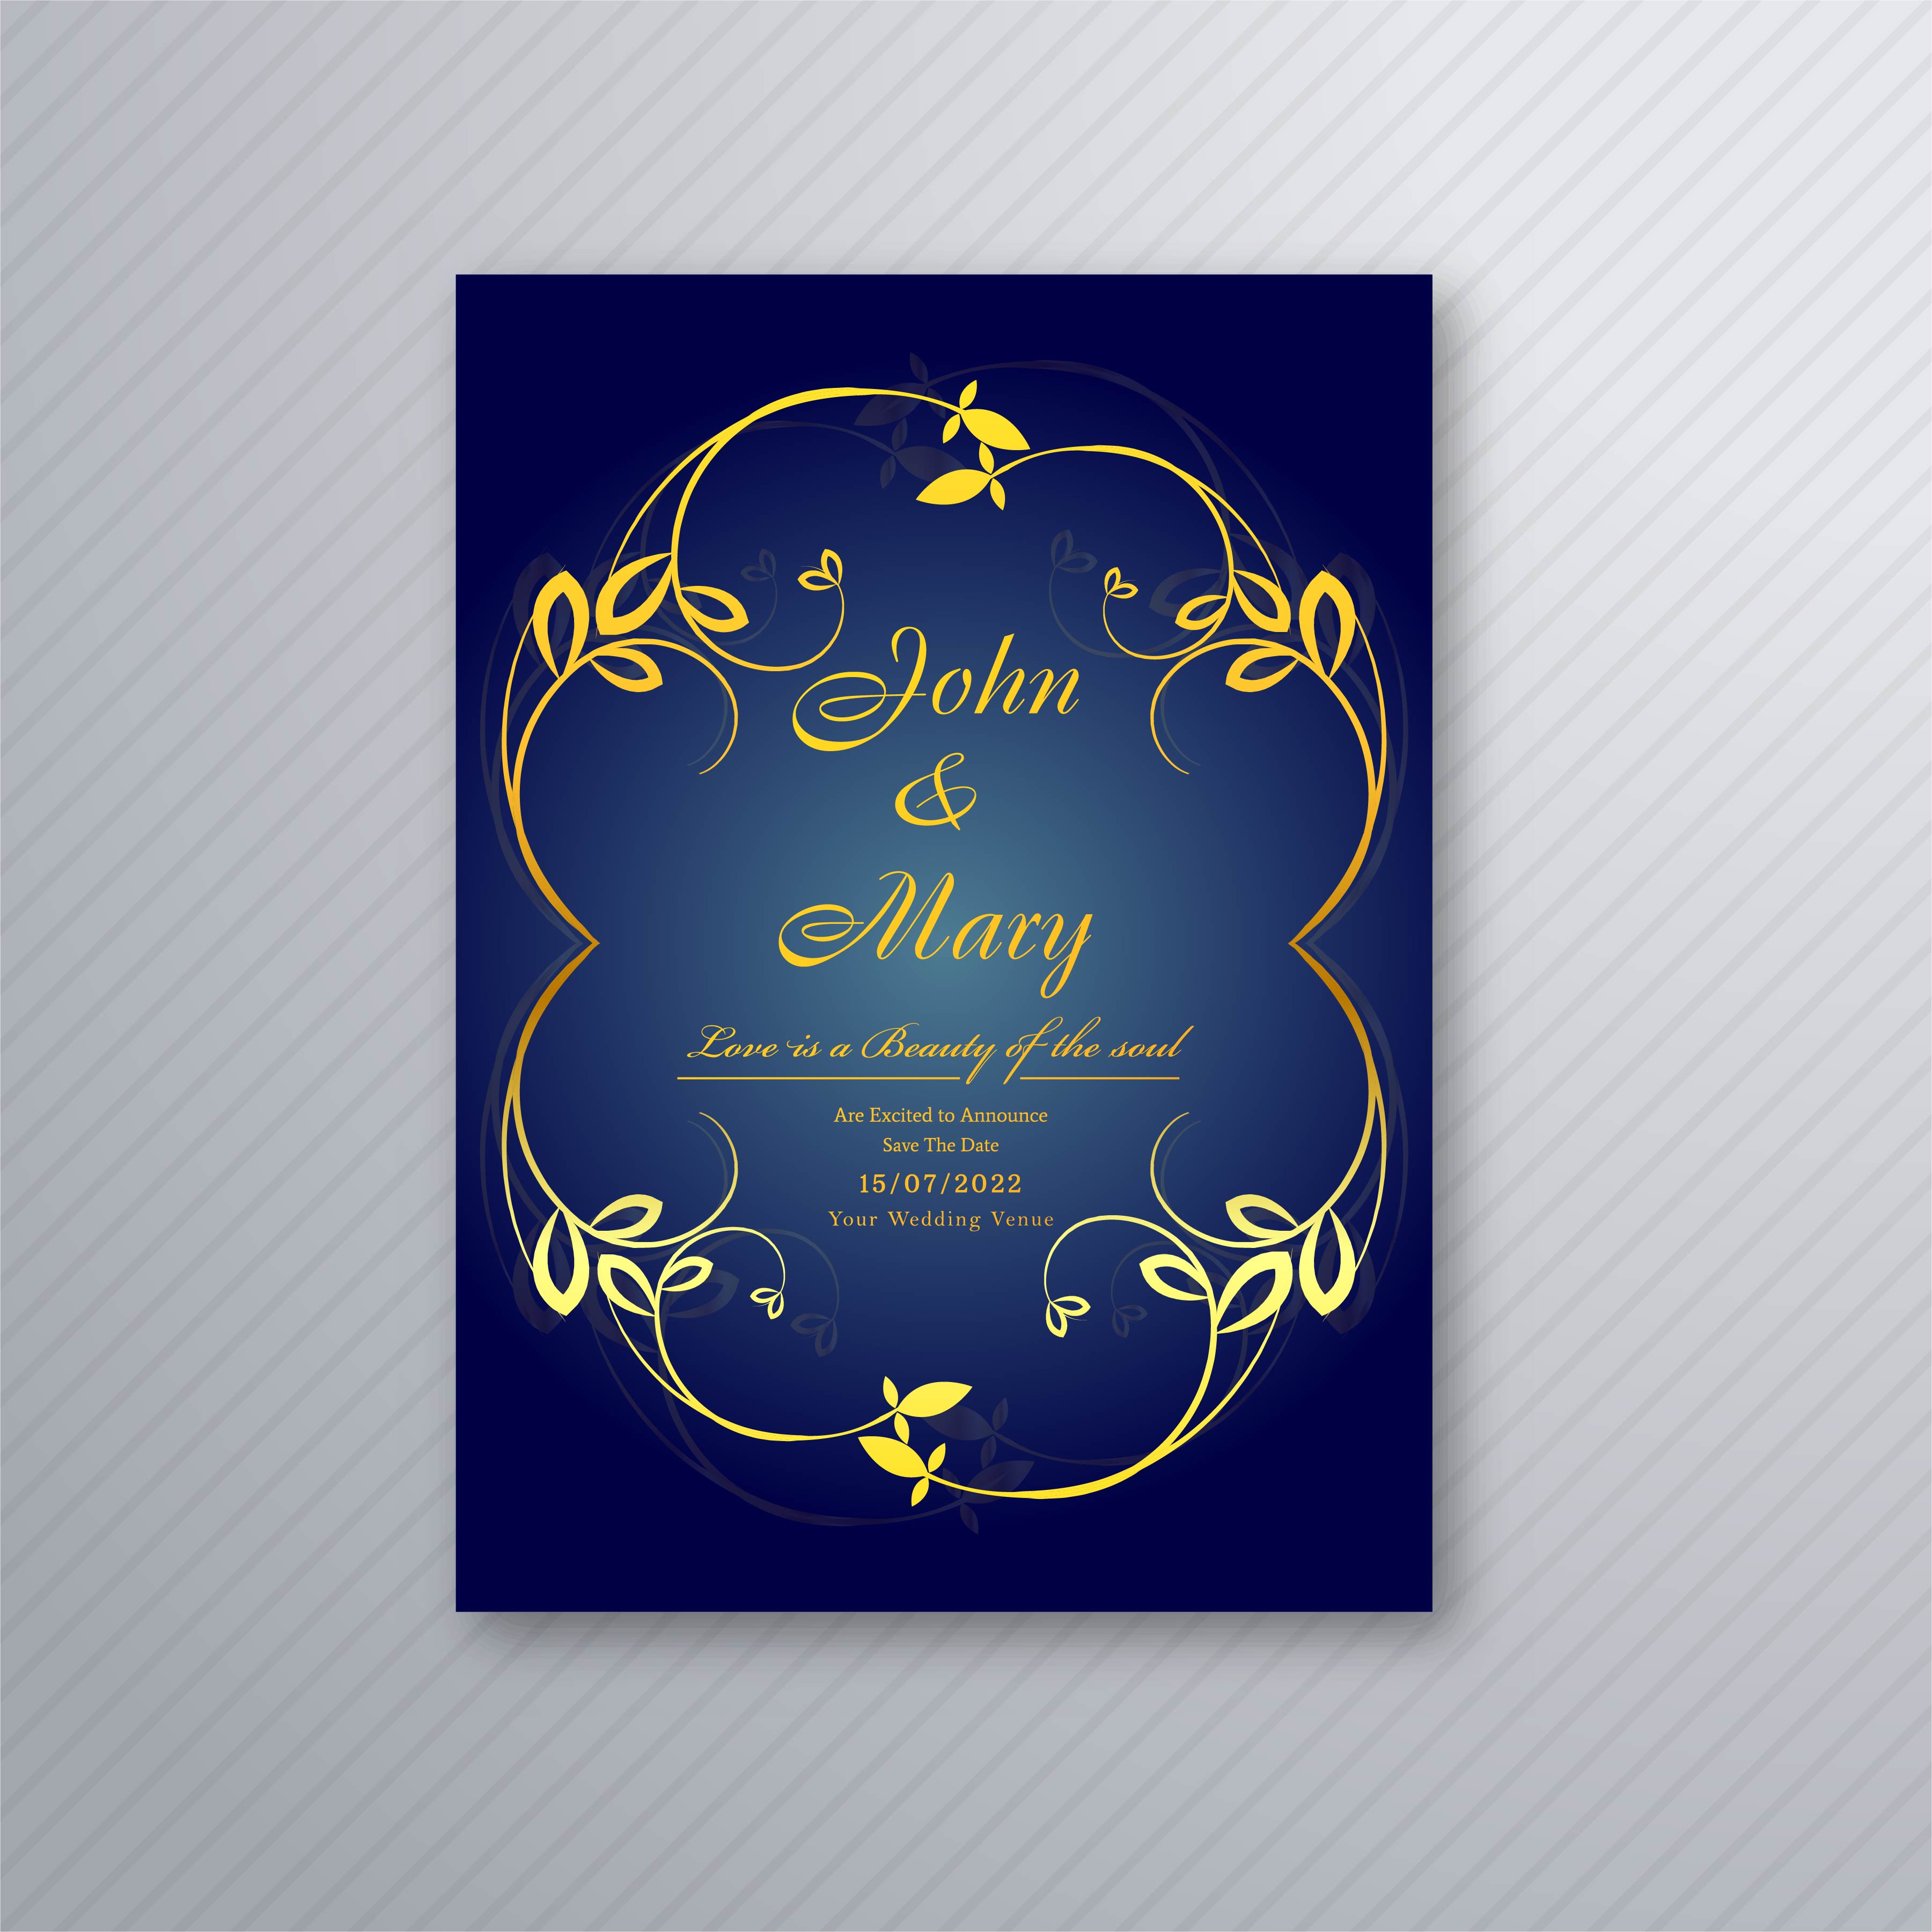 John
&
Mary
Love is a Beauty of the soul
Are Excited to Announce
Save The Date
15/07/2022
Your Wedding Venue